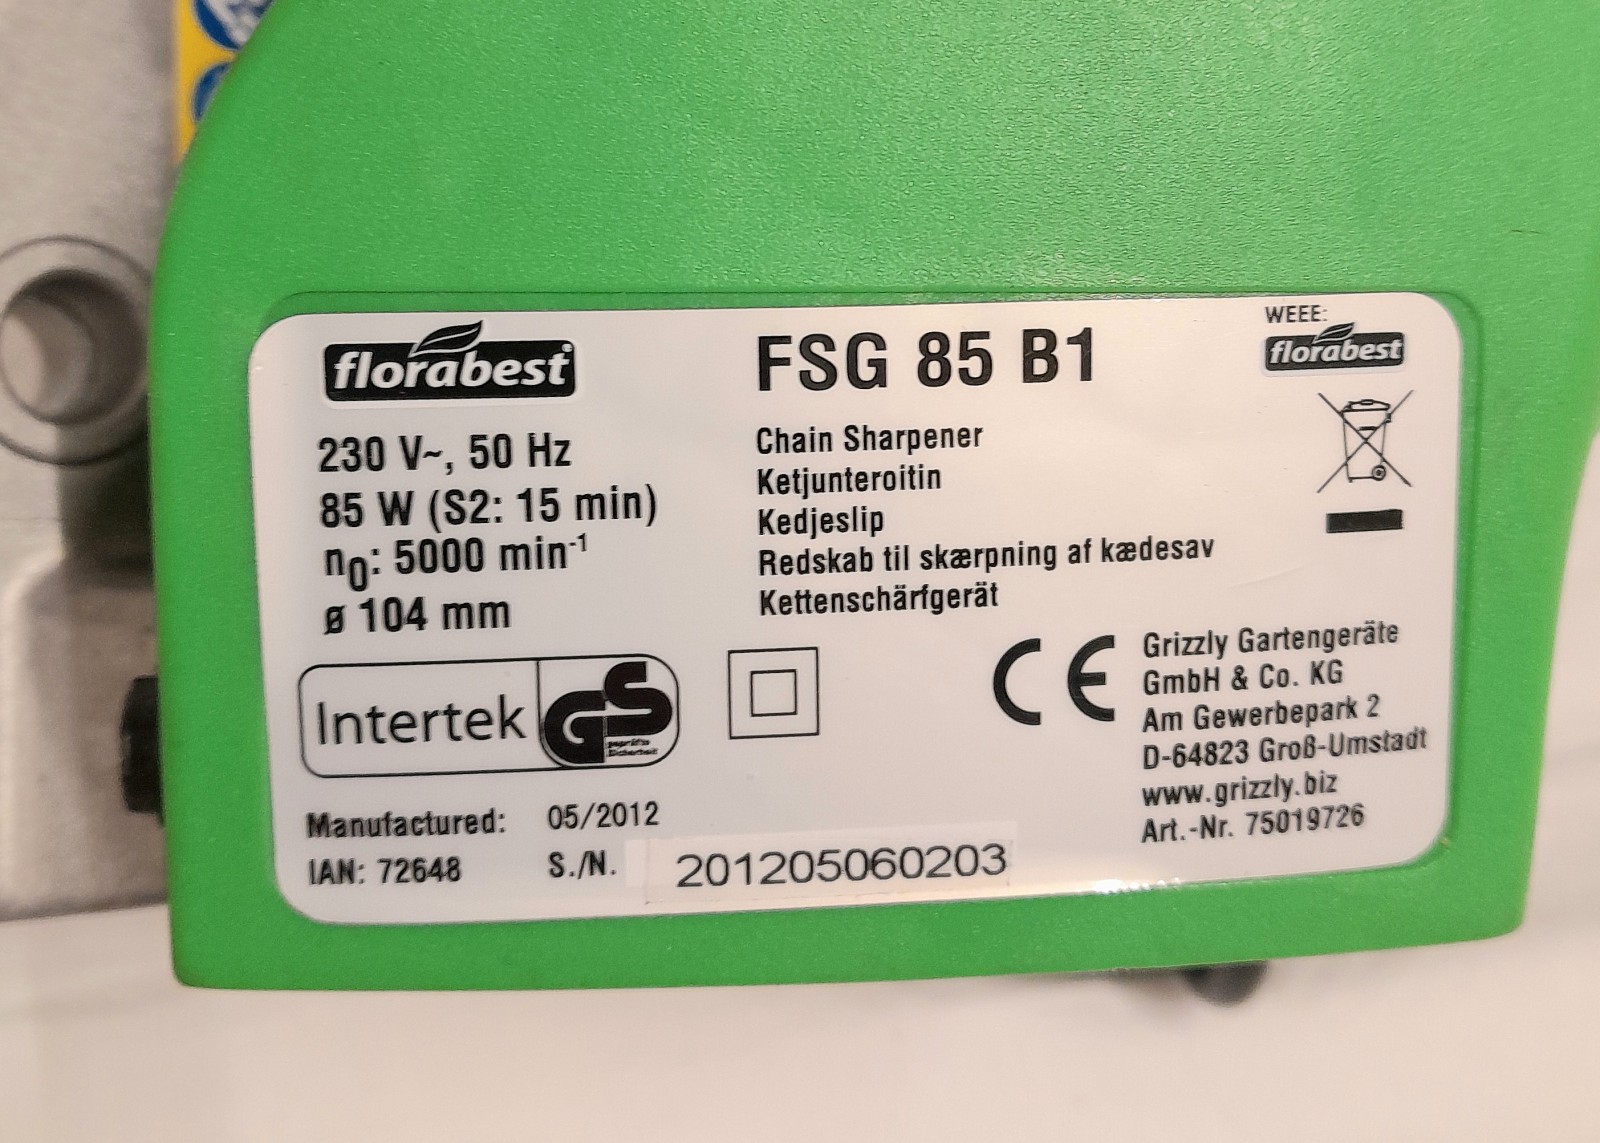 florabest
FSG 85 B1
WEEE:
florabest
230 V~, 50 Hz
85 W (S2: 15 min)
n0: 5000 min-1
ø 104 mm
Chain Sharpener
Ketjunteroitin
Kedjeslip
Redskab til skærpning af kædesav
Kettenschärfgerät
Intertek
GS
geprüfte
Sicherheit
CE
Grizzly Gartengeräte
GmbH & Co. KG
Am Gewerbepark 2
D-64823 Groß-Umstadt
www.grizzly.biz
Art.-Nr. 75019726
Manufactured: 05/2012
IAN: 72648 S./N. 201205060203